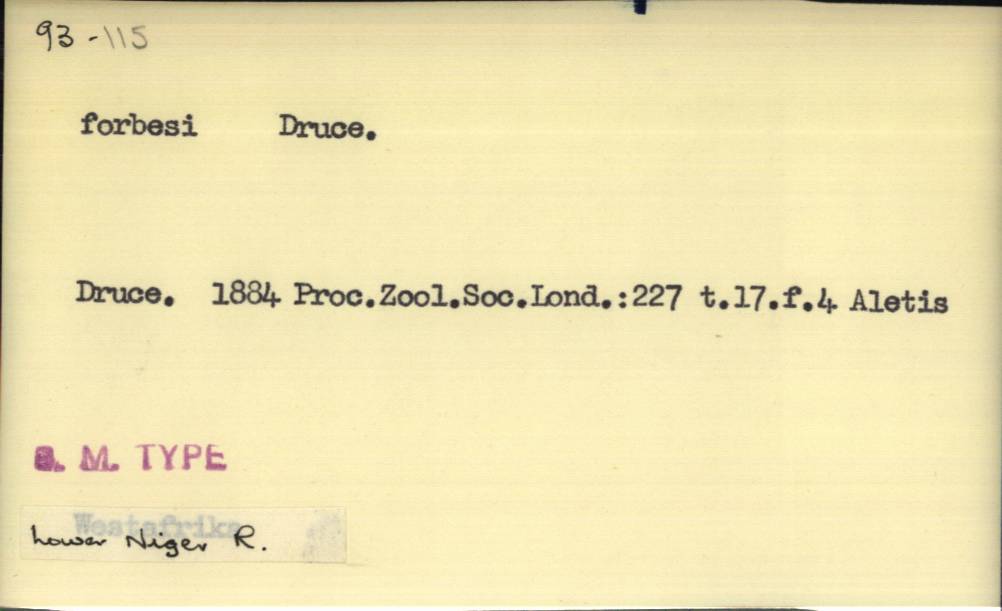 93-115
forbesi Druce.
Druce. 1884 Proc.Zool.Soc.Lond.:227 t.17.f.4 Aletis
B. M. TYPE
Westafrika
Lower Niger R.